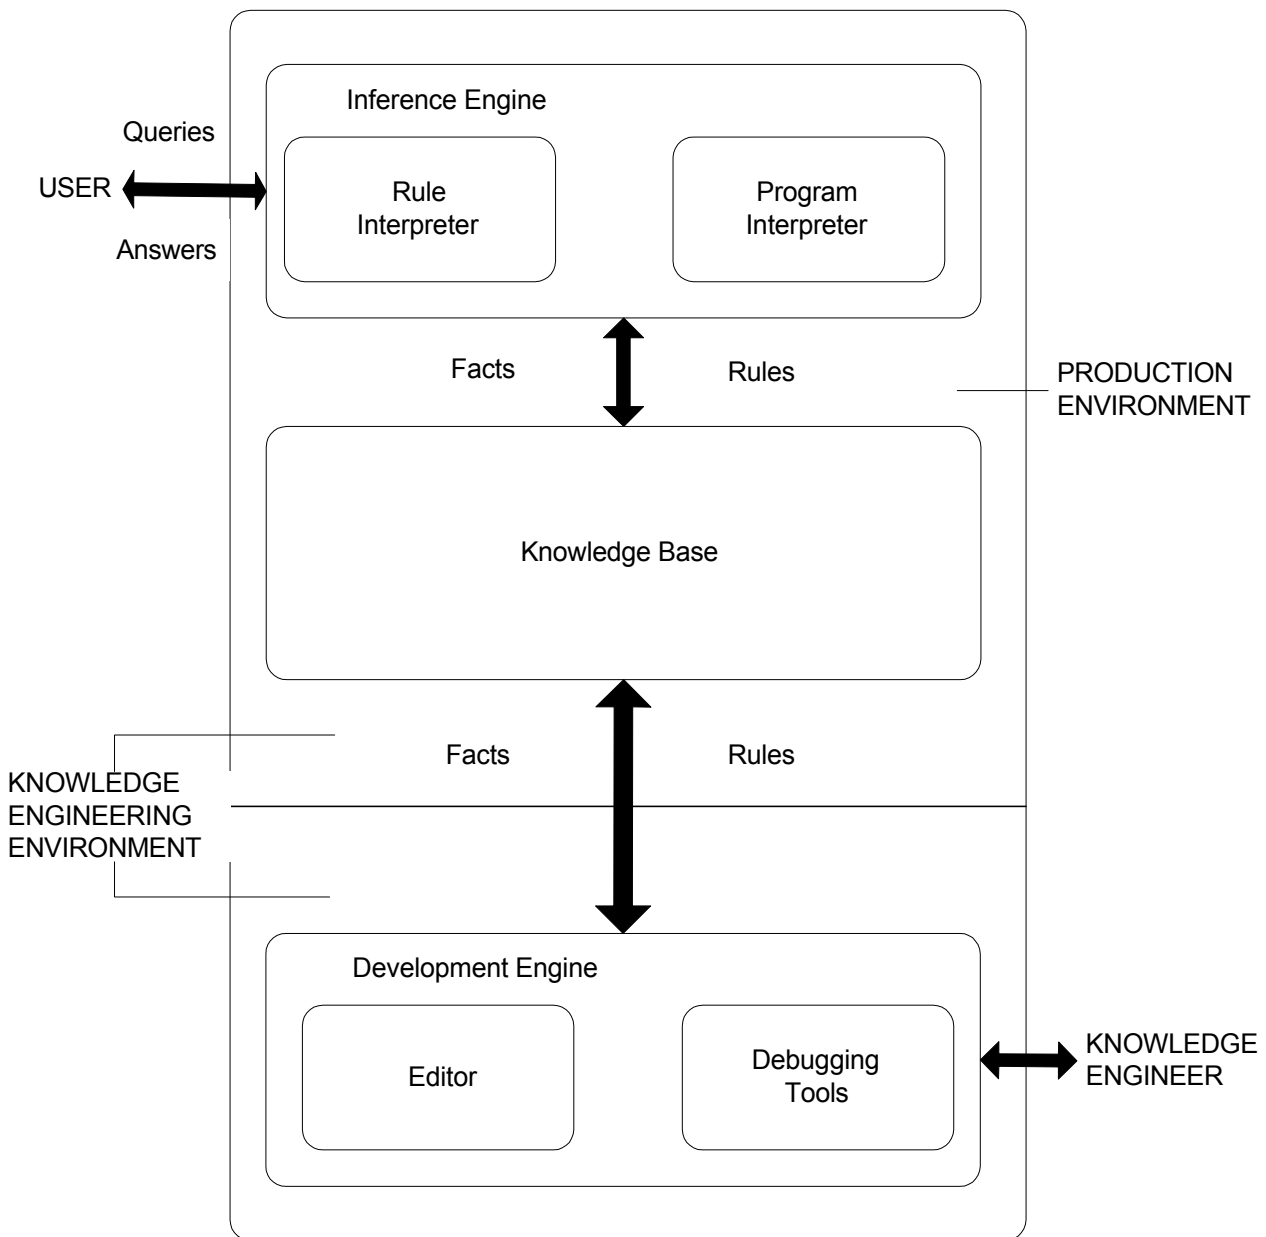 Inference Engine
Queries
USER
Answers
Rule
Interpreter
Program
Interpreter
Facts
Rules
PRODUCTION
ENVIRONMENT
Knowledge Base
Facts
Rules
KNOWLEDGE
ENGINEERING
ENVIRONMENT
Development Engine
Editor
Debugging
Tools
KNOWLEDGE
ENGINEER